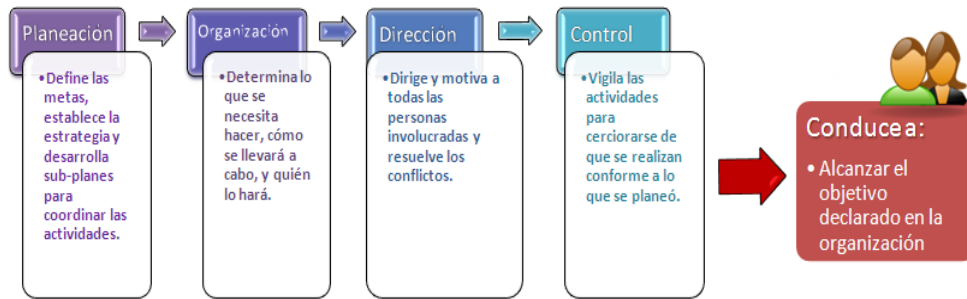 Planeación
•Define las
metas,
establece la
estrategia y
desarrolla
sub-planes
para
coordinar las
actividades.
Organización
•Determina lo
que se
necesita
hacer, cómo
se llevará a
cabo, y quién
lo hará.
Dirección
•Dirige y motiva a
todas las
personas
involucradas y
resuelve los
conflictos.
Control
•Vigila las
actividades
para
cerciorarse de
que se realizan
conforme a lo
que se planeó.
Conduce a:
• Alcanzar el
objetivo
declarado en la
organización